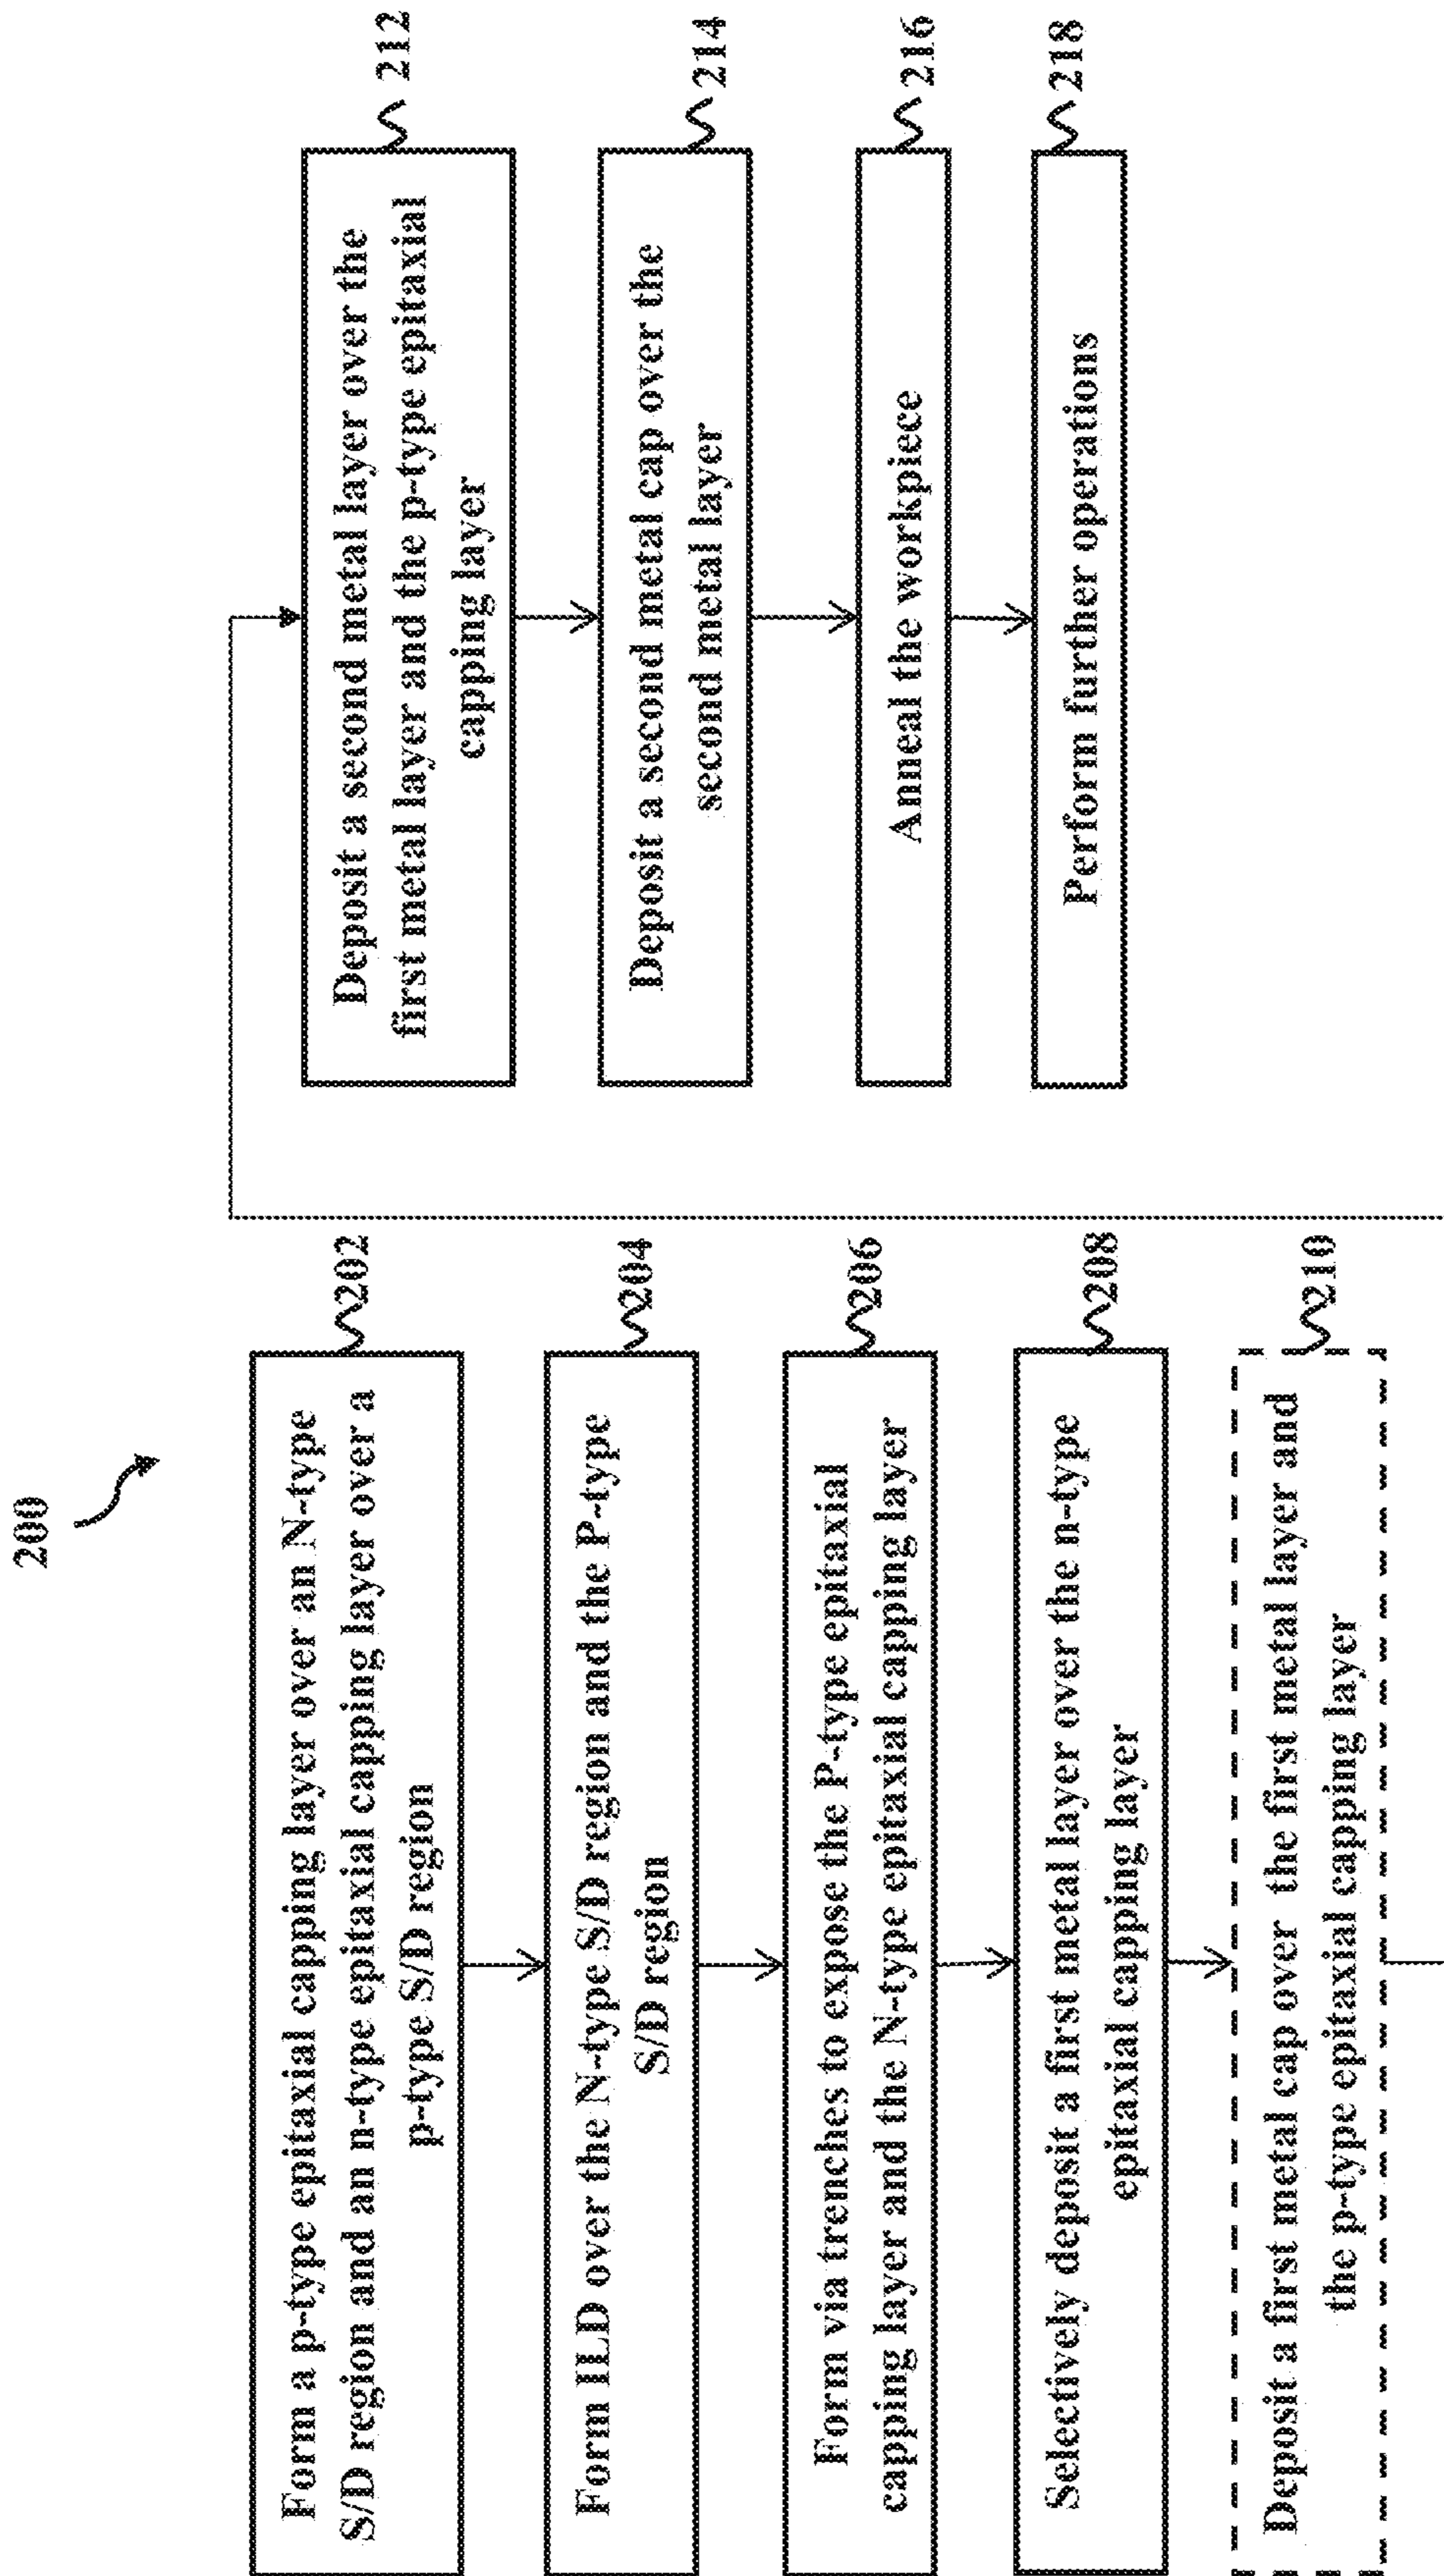 200
Form a p-type epitaxial capping layer over an N-type
S/D region and an n-type epitaxial capping layer over a
p-type S/D region
202
Form ILD over the N-type S/D region and the P-type
S/D region
204
Form via trenches to expose the P-type epitaxial
capping layer and the N-type epitaxial capping layer
206
Selectively deposit a first metal layer over the n-type
epitaxial capping layer
208
Deposit a first metal cap over the first metal layer and
the p-type epitaxial capping layer
210
Deposit a second metal layer over the
first metal layer and the p-type epitaxial
capping layer
212
Deposit a second metal cap over the
second metal layer
214
Anneal the workpiece
216
Perform further operations
218